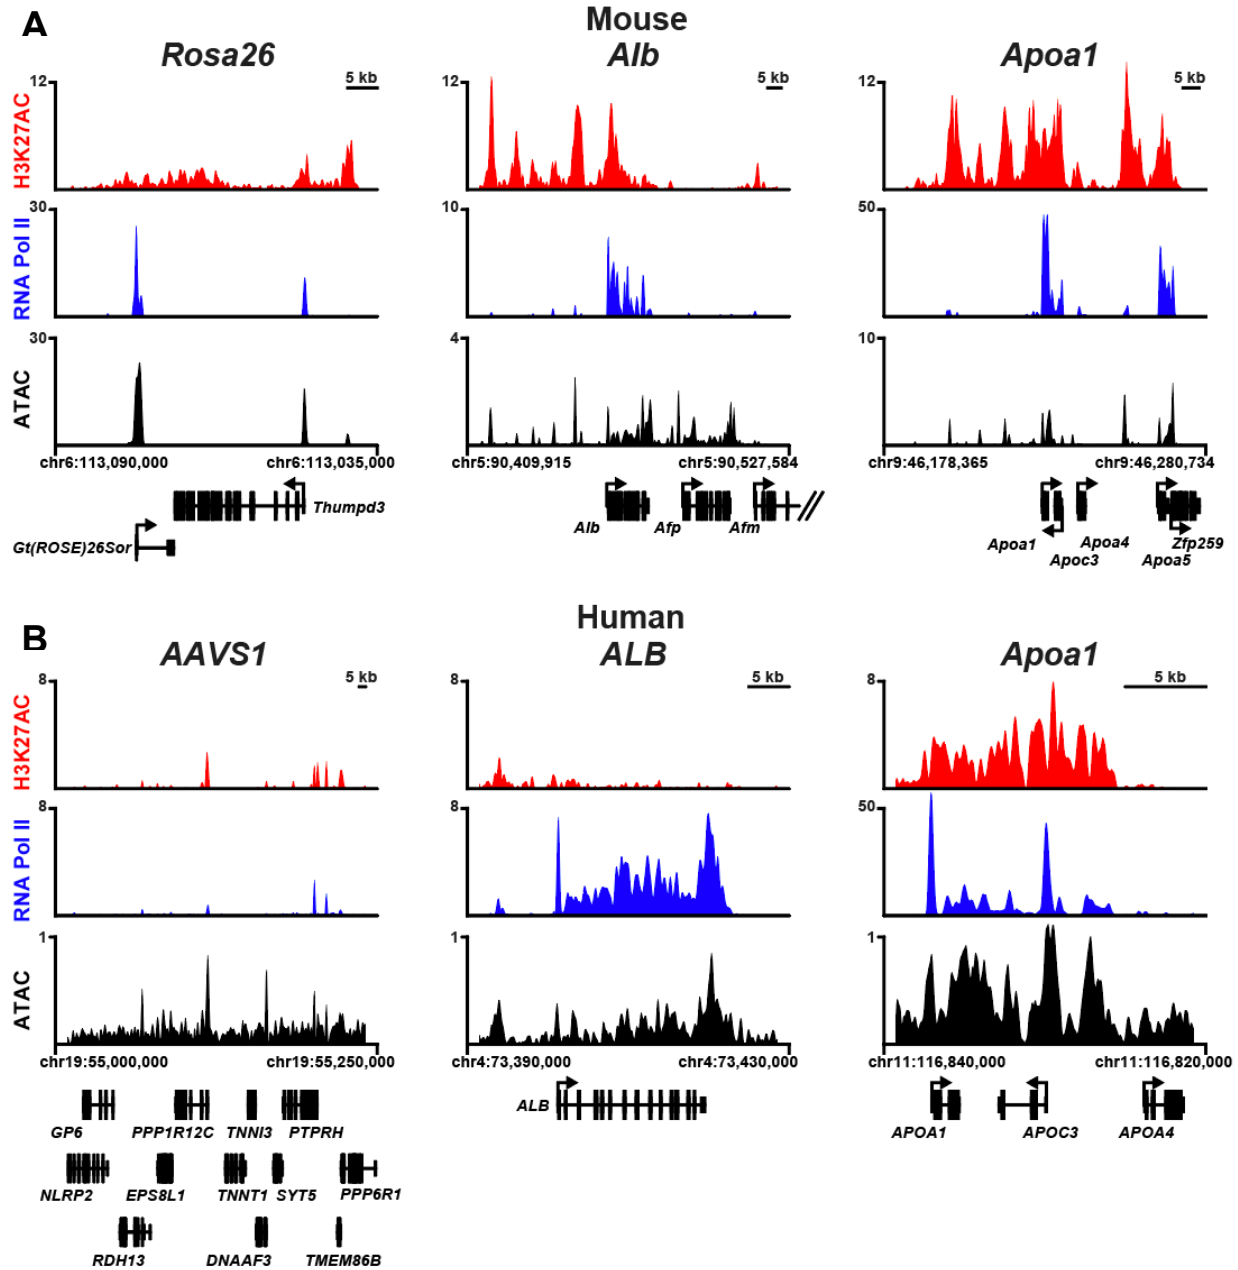 A
Mouse
Rosa26
Alb
Apoa1
H3K27AC
12
5 kb
12
5 kb
12
5 kb
RNA Pol II
30
10
50
ATAC
30
4
10
chr6:113,090,000
chr6:113,035,000
chr5:90,409,915
chr5:90,527,584
chr9:46,178,365
chr9:46,280,734
Thumpd3
Gt(ROSE)26Sor
Alb
Afp
Afm
Apoa1
Apoc3
Apoa4
Apoa5
Zfp259
B
Human
AAVS1
ALB
Apoa1
H3K27AC
8
5 kb
8
5 kb
8
5 kb
RNA Pol II
8
8
50
ATAC
1
1
1
chr19:55,000,000
chr19:55,250,000
chr4:73,390,000
chr4:73,430,000
chr11:116,840,000
chr11:116,820,000
GP6
PPP1R12C
TNNI3
PTPRH
NLRP2
EPS8L1
TNNT1
SYT5
PPP6R1
RDH13
DNAAF3
TMEM86B
ALB
APOA1
APOC3
APOA4